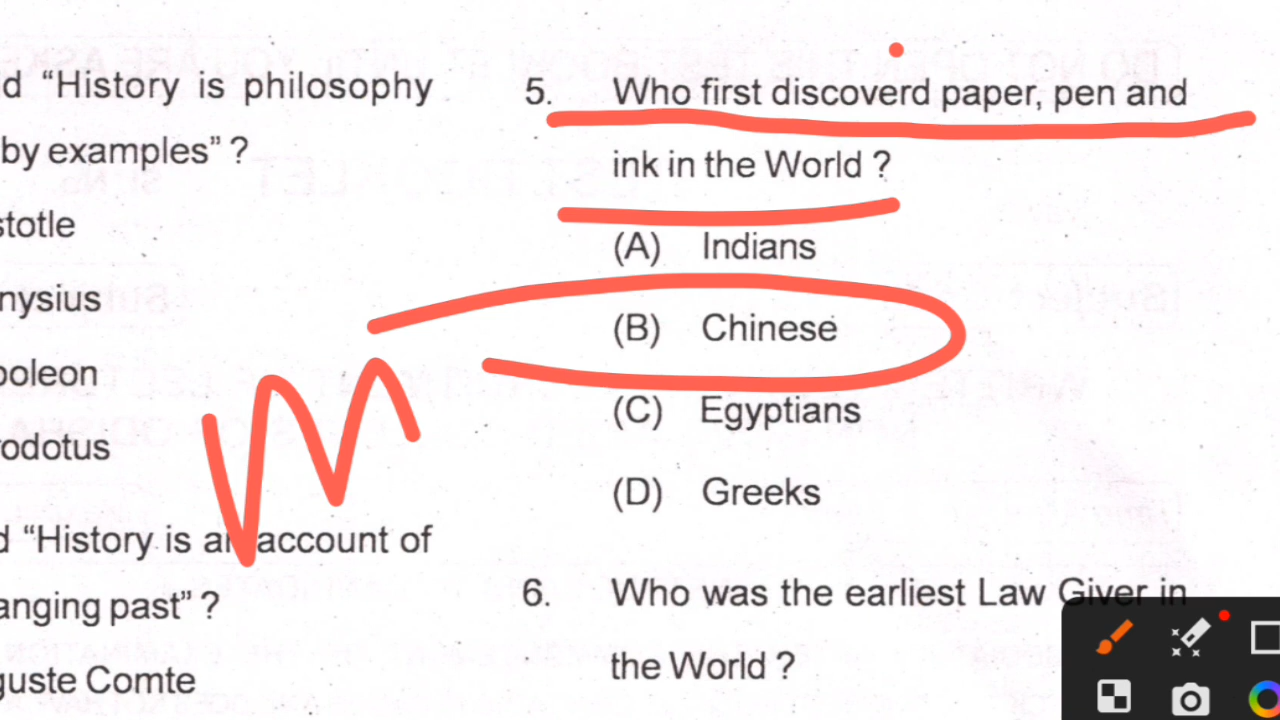 d “History is philosophy
by examples” ?
stotle
nysius
poleon
odotus
d “History is an account of
anging past” ?
guste Comte
5. Who first discoverd paper, pen and
ink in the World ?
(A) Indians
(B) Chinese
(C) Egyptians
(D) Greeks
6. Who was the earliest Law Giver in
the World ?